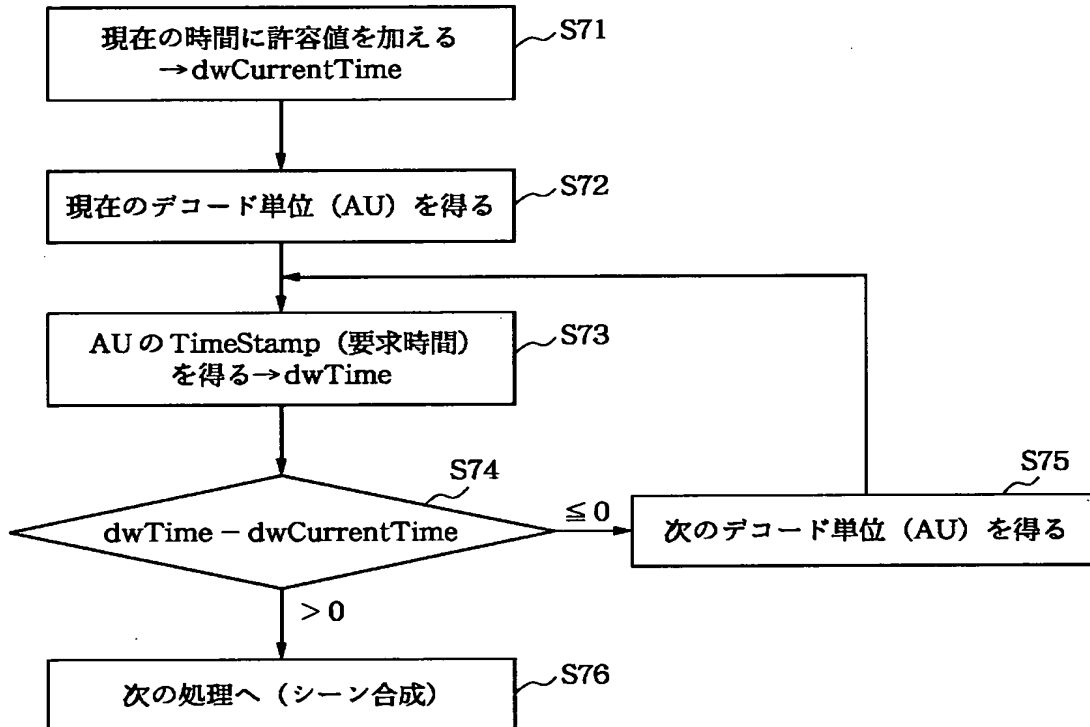 現在の時間に許容値を加える
→dwCurrentTime
S71
現在のデコード単位（AU）を得る
S72
AUのTimeStamp（要求時間）
を得る→dwTime
S73
dwTime − dwCurrentTime
S74
≦0
次のデコード単位（AU）を得る
S75
>0
次の処理へ（シーン合成）
S76